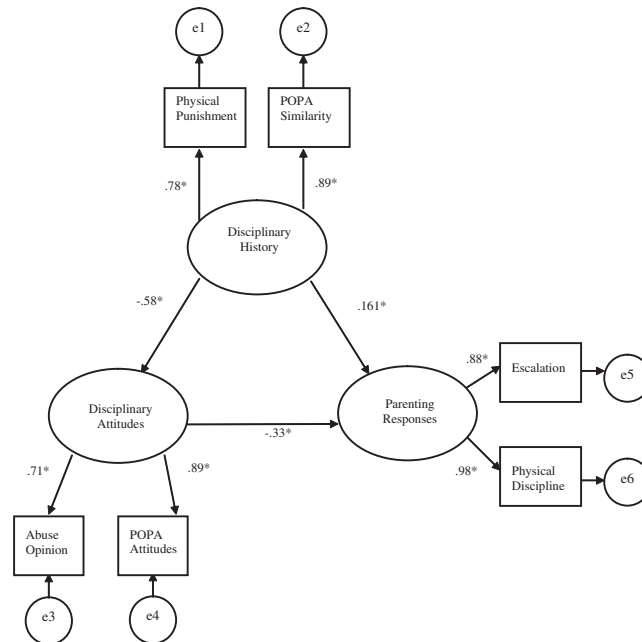 e1
e2
Physical
Punishment
POPA
Similarity
.78*
.89*
Disciplinary
History
-.58*
.161*
Disciplinary
Attitudes
-.33*
Parenting
Responses
.88*
Escalation
e5
.98*
Physical
Discipline
e6
.71*
.89*
Abuse
Opinion
POPA
Attitudes
e3
e4